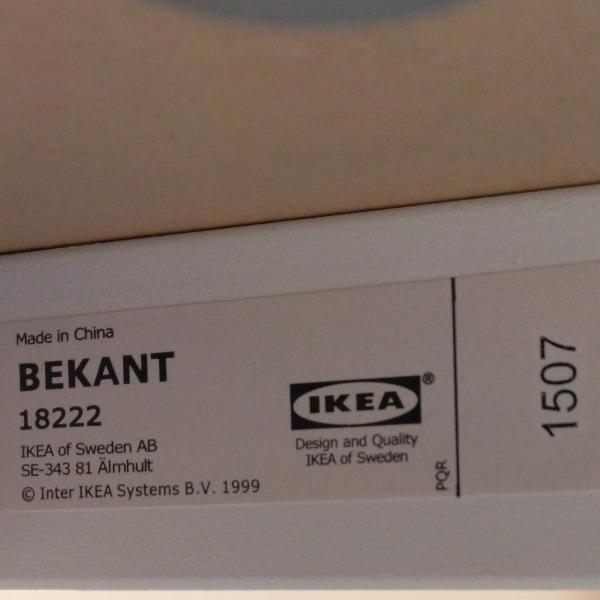 Made in China
BEKANT
18222
IKEA of Sweden AB
SE-343 81 Älmhult
© Inter IKEA Systems B.V. 1999
IKEA®
Design and Quality
IKEA of Sweden
PQR
1507